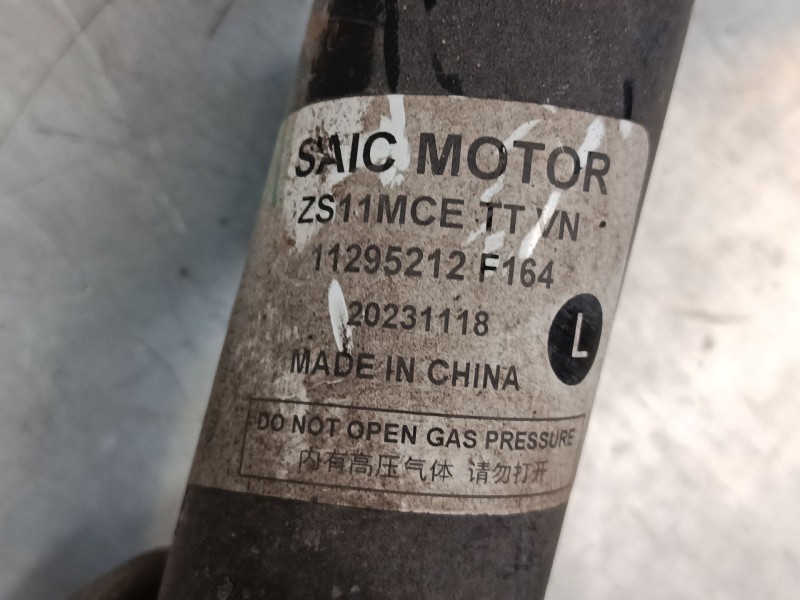 SAIC MOTOR
ZS11MCE TT VN
11295212 F164
20231118
L
MADE IN CHINA
DO NOT OPEN GAS PRESSURE
内有高压气体 请勿打开